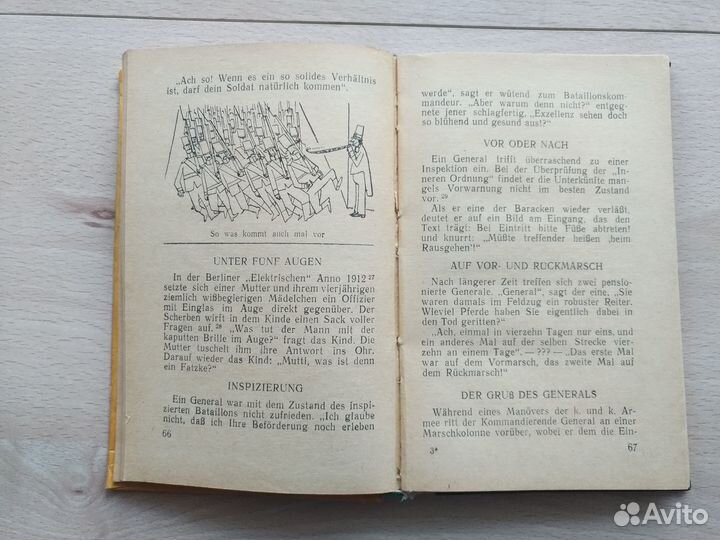 „Ach so! Wenn es ein so solides Verhältnis
ist, darf dein Soldat natürlich kommen“.
So was kommt auch mal vor
UNTER FÜNF AUGEN
In der Berliner „Elektrischen“ Anno 1912 27
setzte sich einer Mutter und ihrem vierjährigen
ziemlich wißbegierigen Mädelchen ein Offizier
mit Einglas im Auge direkt gegenüber. Der
Scherben wirft in dem Kinde einen Sack voller
Fragen auf. 28 „Was tut der Mann mit der
kaputten Brille im Auge?“ fragt das Kind. Die
Mutter tuschelt ihm ihre Antwort ins Ohr.
Darauf wieder das Kind: „Mutti, was ist denn
ein Fatzke?“
INSPIZIERUNG
Ein General war mit dem Zustand des inspi-
zierten Bataillons nicht zufrieden. „Ich glaube
nicht, daß ich Ihre Beförderung noch erleben
66
werde“, sagt er wütend zum Bataillonskom-
mandeur. „Aber warum denn nicht?“ entgeg-
nete jener schlagfertig. „Exzellenz sehen doch
so blühend und gesund aus!?“
VOR ODER NACH
Ein General trifft überraschend zu einer
Inspektion ein. Bei der Überprüfung der „In-
neren Ordnung“ findet er die Unterkünfte man-
gels Vorwarnung nicht im besten Zustand
vor. 29
Als er eine der Baracken wieder verläßt,
deutet er auf ein Bild am Eingang, das den
Text trägt: Bei Eintritt bitte Füße abtreten!
und knurrt: „Müßte treffender heißen ‚beim
Rausgehen‘!“
AUF VOR- UND RÜCKMARSCH
Nach längerer Zeit treffen sich zwei pensio-
nierte Generale. „General“, sagt der eine, „Sie
waren damals im Feldzug ein robuster Reiter.
Wieviel Pferde haben Sie eigentlich dabei in
den Tod geritten?“
„Ach, einmal in vierzehn Tagen nur eins, und
ein anderes Mal auf der selben Strecke vier-
zehn an einem Tage“. — ??? — „Das erste Mal
war auf dem Vormarsch, das zweite Mal auf
dem Rückmarsch!“
DER GRUß DES GENERALS
Während eines Manövers der k. und k. Ar-
mee ritt der Kommandierende General an einer
Marschkolonne vorüber, wobei er dem die Ein-
3*
67
Avito